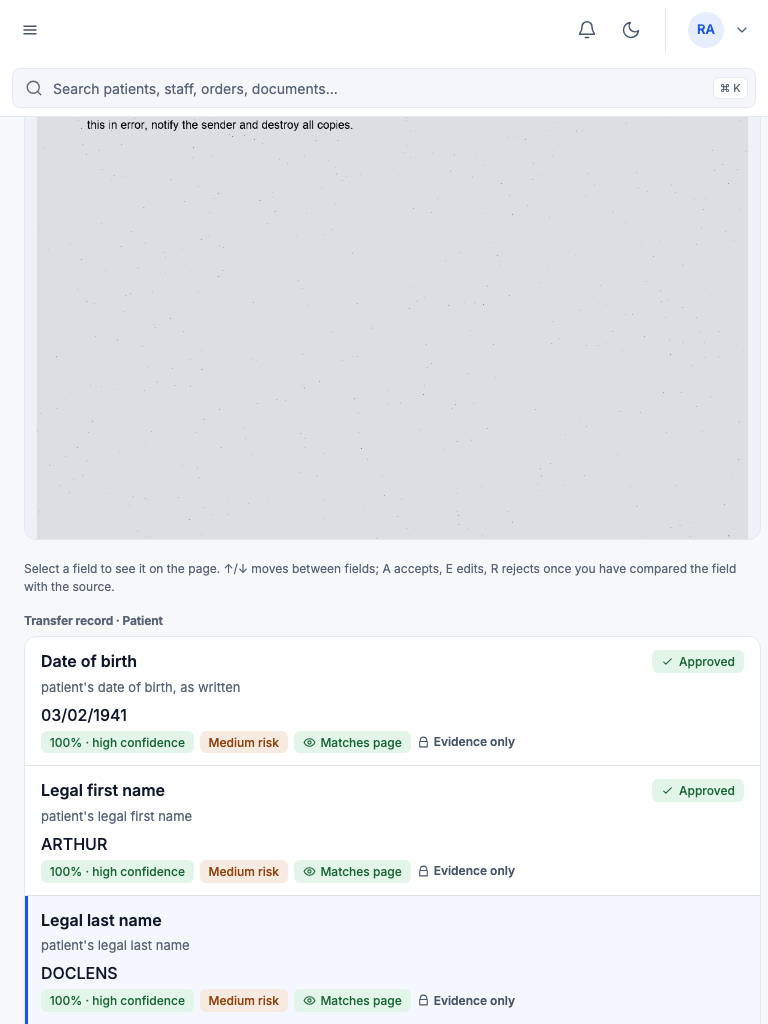 RA
Search patients, staff, orders, documents...
⌘ K
this in error, notify the sender and destroy all copies.
Select a field to see it on the page. ↑/↓ moves between fields; A accepts, E edits, R rejects once you have compared the field
with the source.
Transfer record · Patient
Date of birth
Approved
patient's date of birth, as written
03/02/1941
100% · high confidence Medium risk Matches page Evidence only
Legal first name
Approved
patient's legal first name
ARTHUR
100% · high confidence Medium risk Matches page Evidence only
Legal last name
patient's legal last name
DOCLENS
100% · high confidence Medium risk Matches page Evidence only